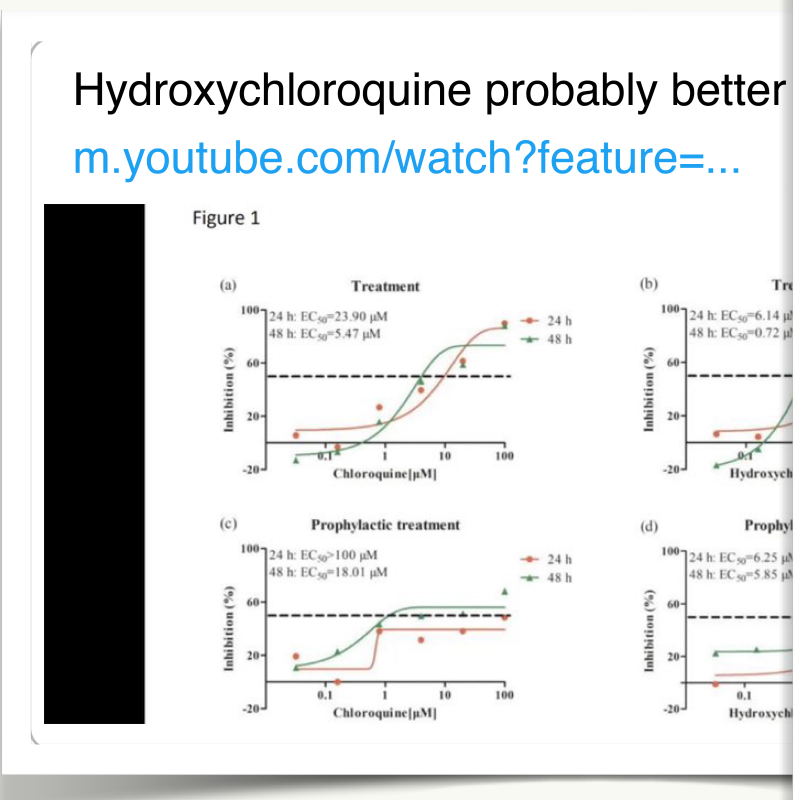 Hydroxychloroquine probably better
m.youtube.com/watch?feature=...
Figure 1
(a) Treatment
24 h: EC50=23.90 µM
48 h: EC50=5.47 µM
24 h
48 h
100
60
20
-20
Inhibition (%)
0.1 1 10 100
Chloroquine[µM]
(b)
24 h: EC50=6.14
48 h: EC50=0.72
100
60
20
-20
Inhibition (%)
0.1
(c) Prophylactic treatment
24 h: EC50>100 µM
48 h: EC50=18.01 µM
24 h
48 h
100
60
20
-20
Inhibition (%)
0.1 1 10 100
Chloroquine[µM]
(d)
24 h: EC50=6.25
48 h: EC50=5.85
100
60
20
-20
Inhibition (%)
0.1